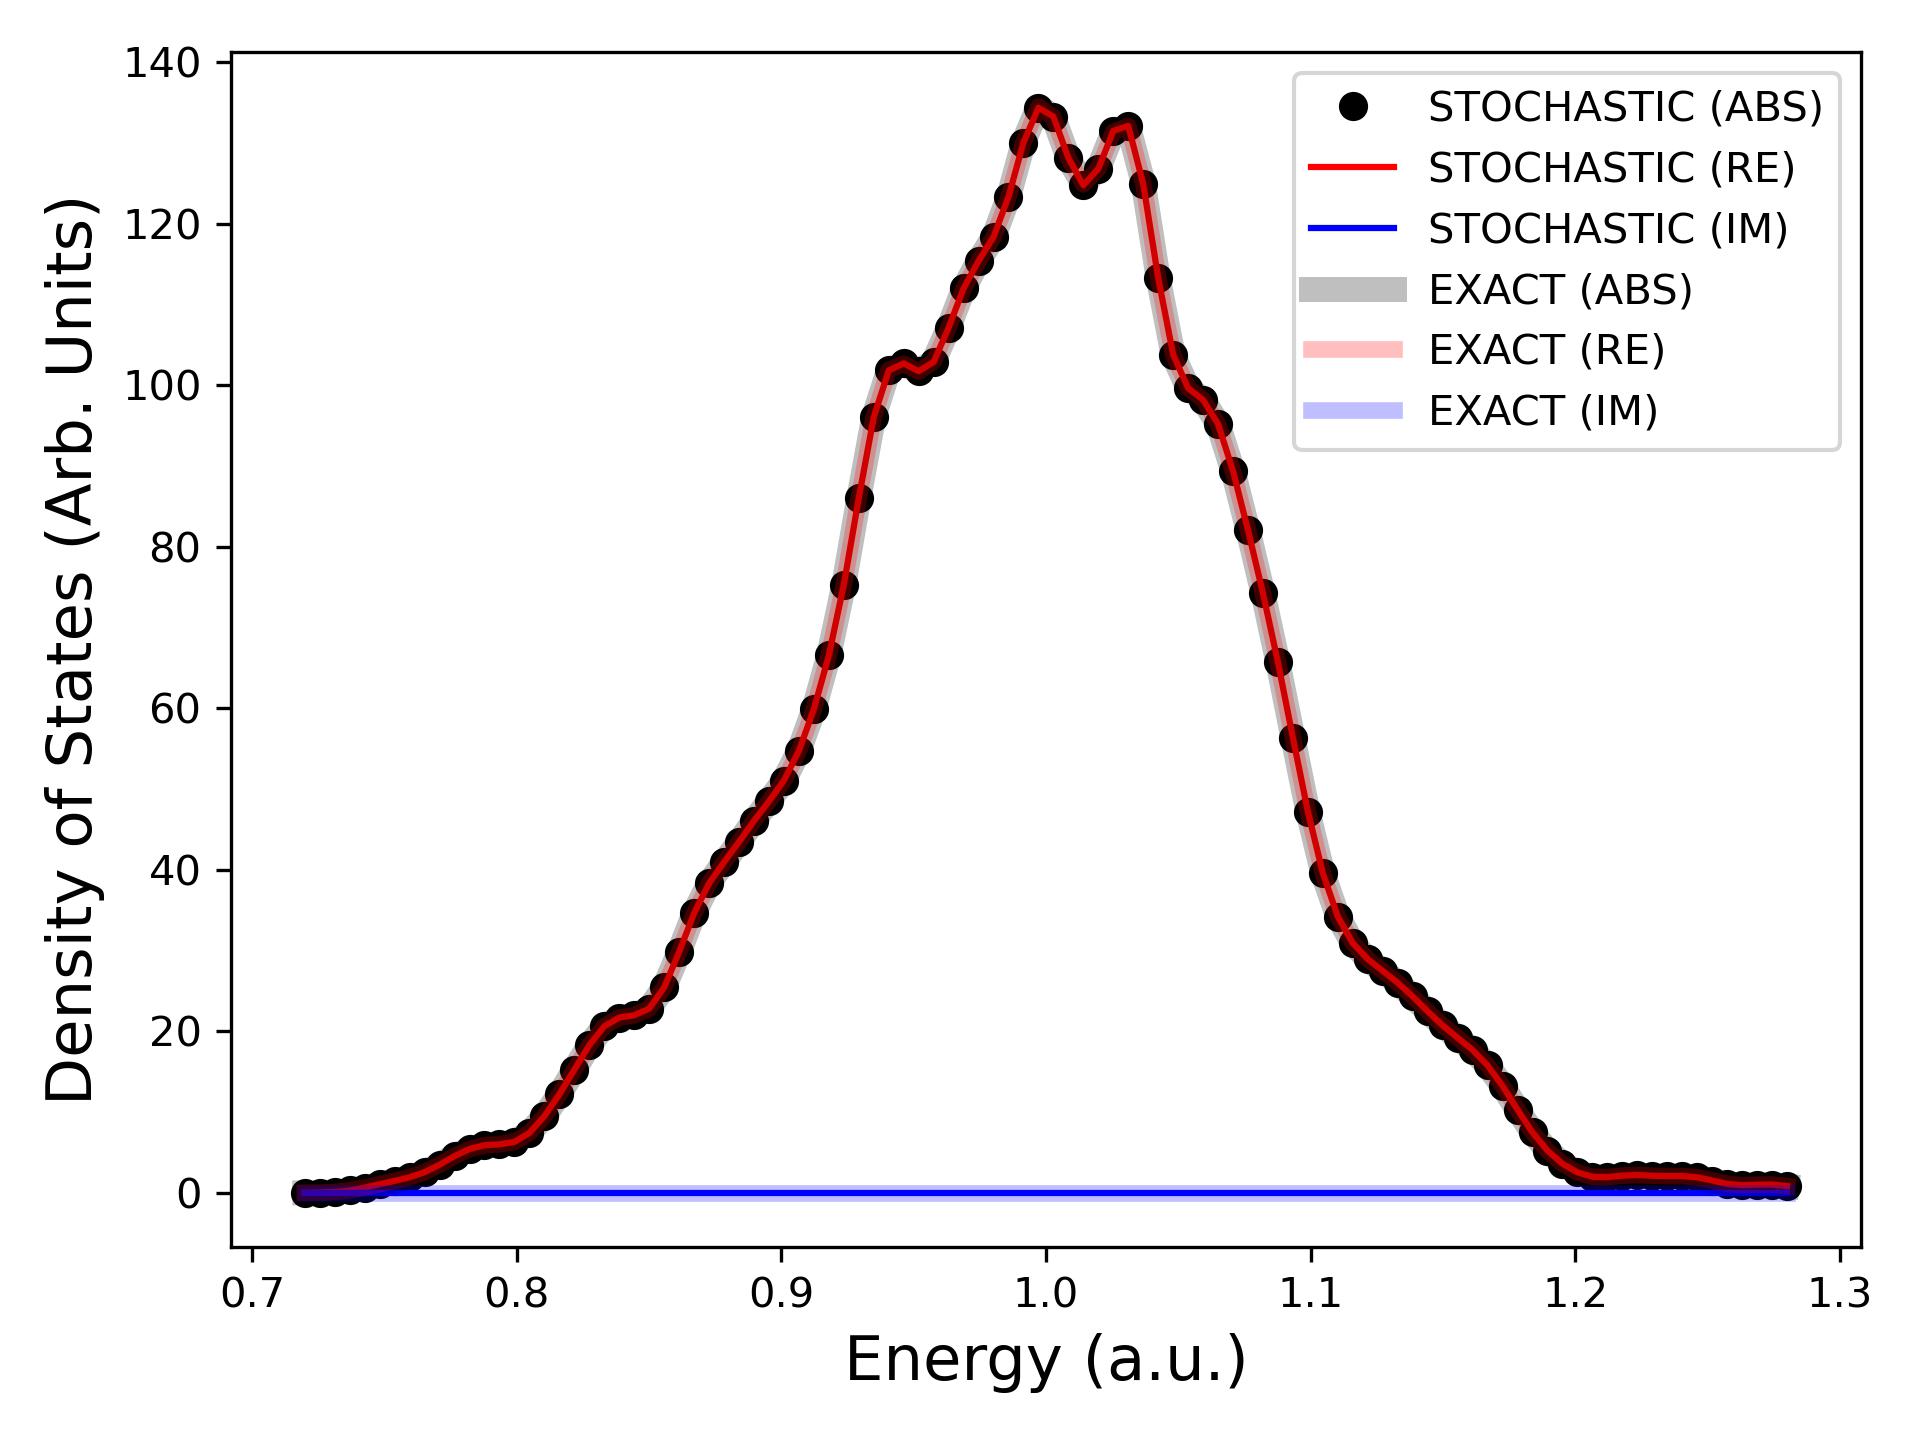 140
120
100
80
60
40
20
0
Density of States (Arb. Units)
STOCHASTIC (ABS)
STOCHASTIC (RE)
STOCHASTIC (IM)
EXACT (ABS)
EXACT (RE)
EXACT (IM)
0.7 0.8 0.9 1.0 1.1 1.2 1.3
Energy (a.u.)